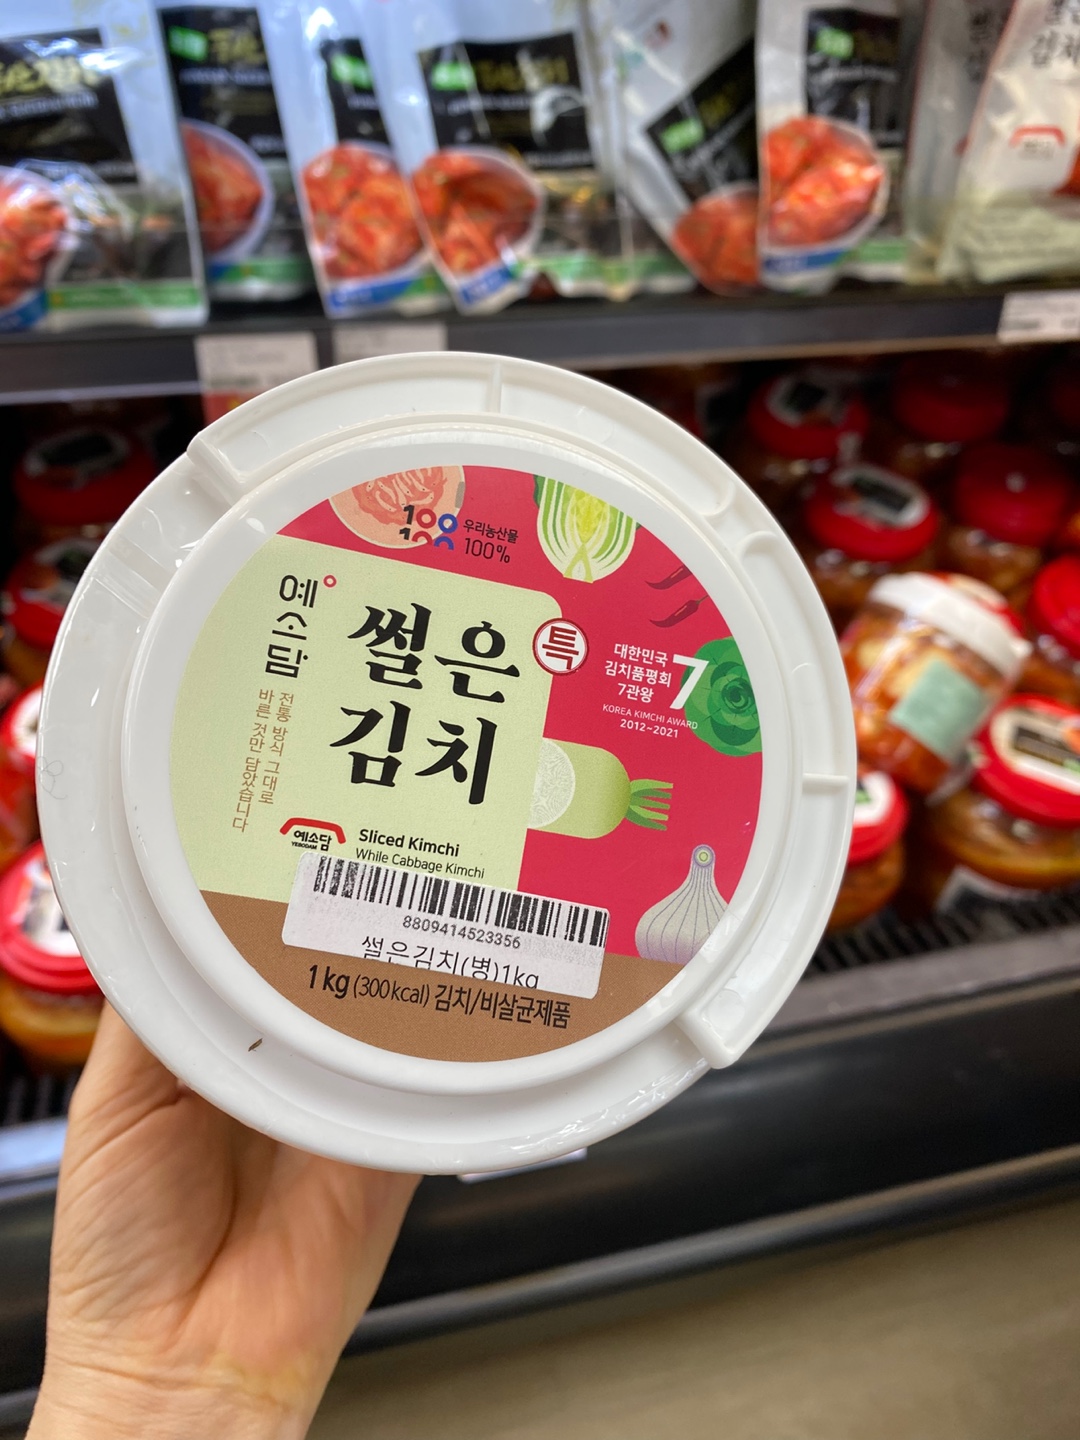 100
우리농산물
100%
예소담
썰은
김치
특
전통 방식 그대로
바른 것만 담았습니다
대한민국
김치품평회
7관왕
7
KOREA KIMCHI AWARD
2012~2021
예소담
YESODAM
Sliced Kimchi
While Cabbage Kimchi
8809414523356
썰은김치(병)1kg
1kg(300kcal) 김치/비살균제품